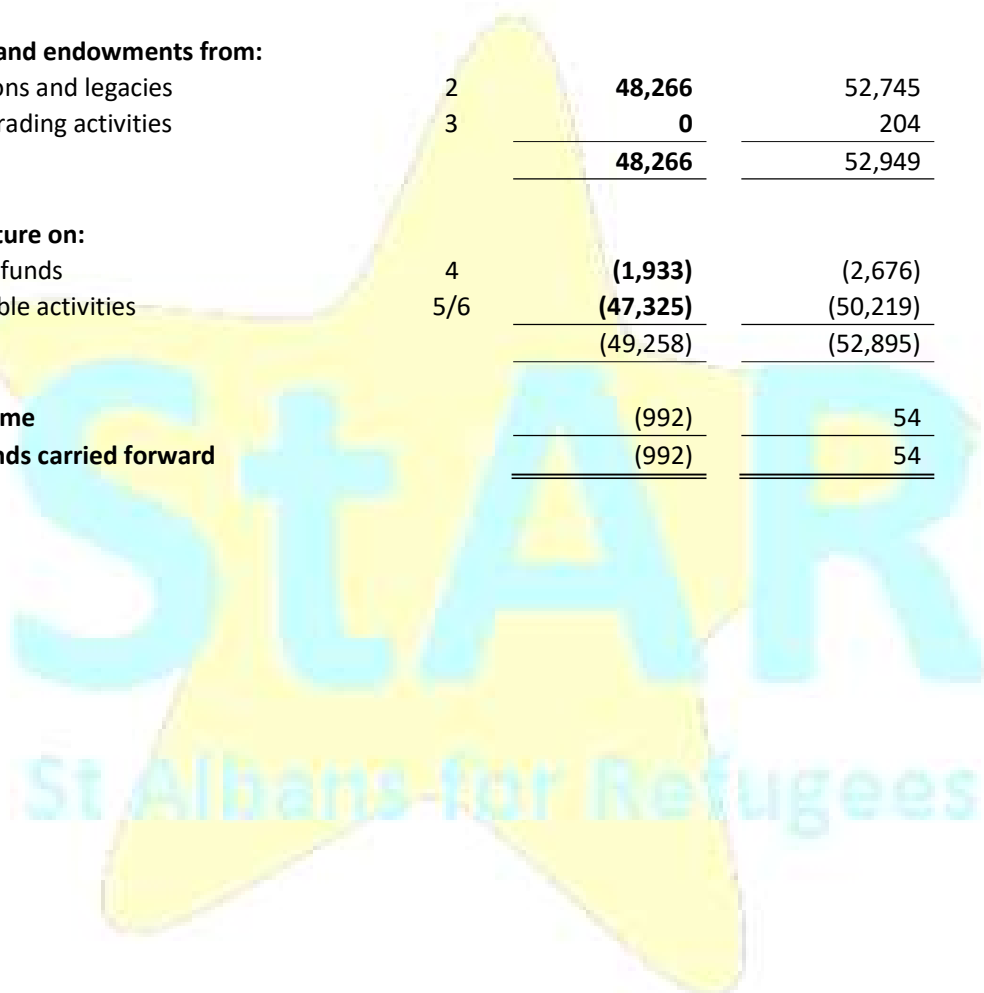 and endowments from:
ons and legacies 2 48,266 52,745
rading activities 3 0 204
48,266 52,949
ture on:
funds 4 (1,933) (2,676)
ble activities 5/6 (47,325) (50,219)
(49,258) (52,895)
me (992) 54
nds carried forward (992) 54
StAR
St Albans for Refugees